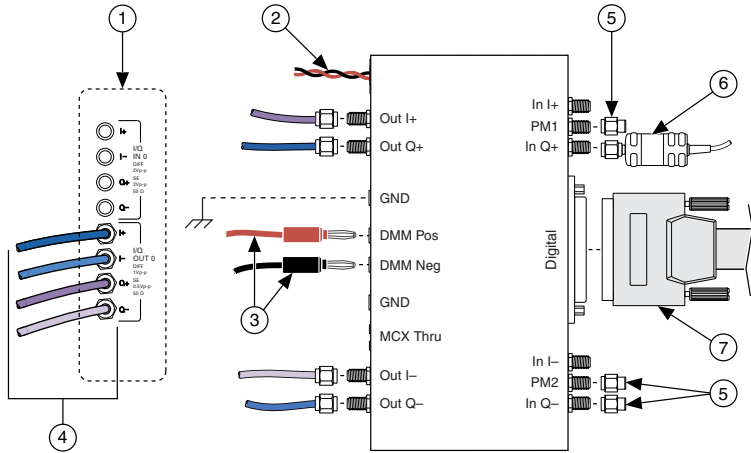 1
I+
I–
Q+
Q–
I/Q
IN 0
DIFF
2Vp-p
SE
2Vp-p
50 Ω
I+
I–
Q+
Q–
I/Q
OUT 0
DIFF
1Vp-p
SE
0.5Vp-p
50 Ω
4
2
Out I+
Out Q+
GND
DMM Pos
DMM Neg
3
GND
MCX Thru
Out I–
Out Q–
5
In I+
PM1
In Q+
6
Digital
7
In I–
PM2
In Q–
5